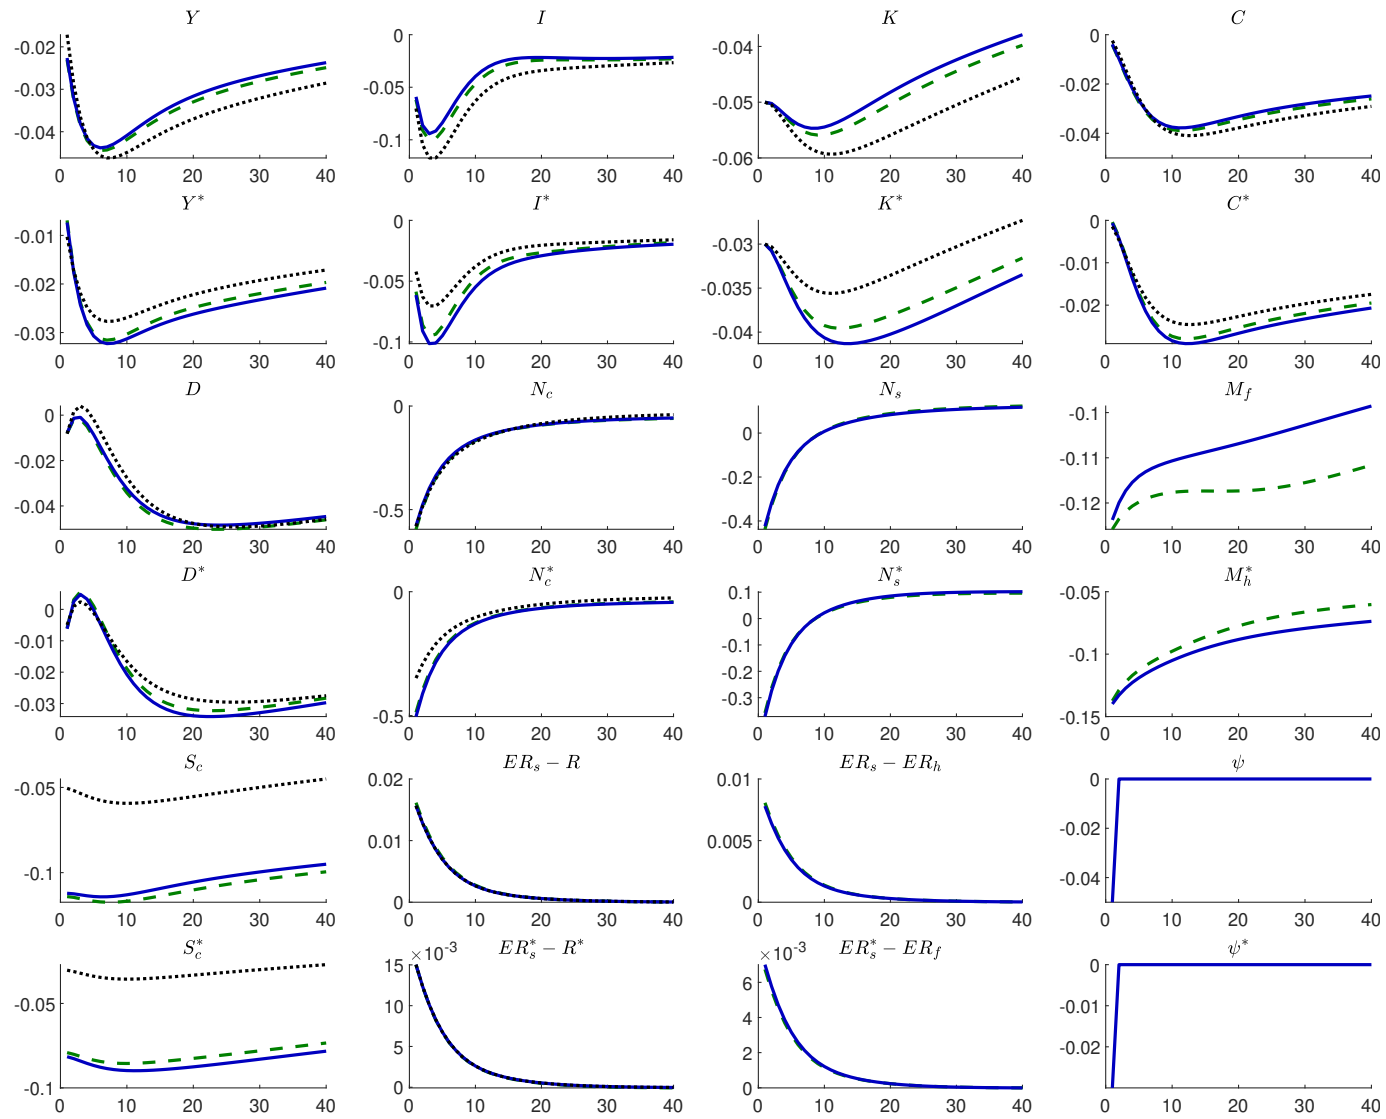 Y I K C
-0.02 0 -0.04 0
-0.03 -0.05 -0.05 -0.02
-0.04 -0.1 -0.06 -0.04
0 10 20 30 40 0 10 20 30 40 0 10 20 30 40 0 10 20 30 40
Y* I* K* C*
-0.01 0 -0.03 0
-0.02 -0.05 -0.035 -0.01
-0.03 -0.1 -0.04 -0.02
0 10 20 30 40 0 10 20 30 40 0 10 20 30 40 0 10 20 30 40
D N_c N_s M_f
0 0 0 -0.11
-0.02 -0.5 -0.2 -0.11
-0.04 -0.4 -0.12
0 10 20 30 40 0 10 20 30 40 0 10 20 30 40 0 10 20 30 40
D* N_c* N_s* M_h*
0 0 0.1 -0.05
-0.01 -0.5 0 -0.1
-0.02 -0.1 -0.15
-0.03 -0.2
-0.3
0 10 20 30 40 0 10 20 30 40 0 10 20 30 40 0 10 20 30 40
S_c ER_s − R ER_s − ER_h ψ
-0.05 0.02 0.01 0
-0.1 0.01 0.005 -0.02
0 0 -0.04
0 10 20 30 40 0 10 20 30 40 0 10 20 30 40 0 10 20 30 40
S_c* ER_s* − R* ER_s* − ER_f ψ*
×10-3 ×10-3
-0.05 15 6 0
-0.1 10 4 -0.01
5 2 -0.02
0 0
0 10 20 30 40 0 10 20 30 40 0 10 20 30 40 0 10 20 30 40